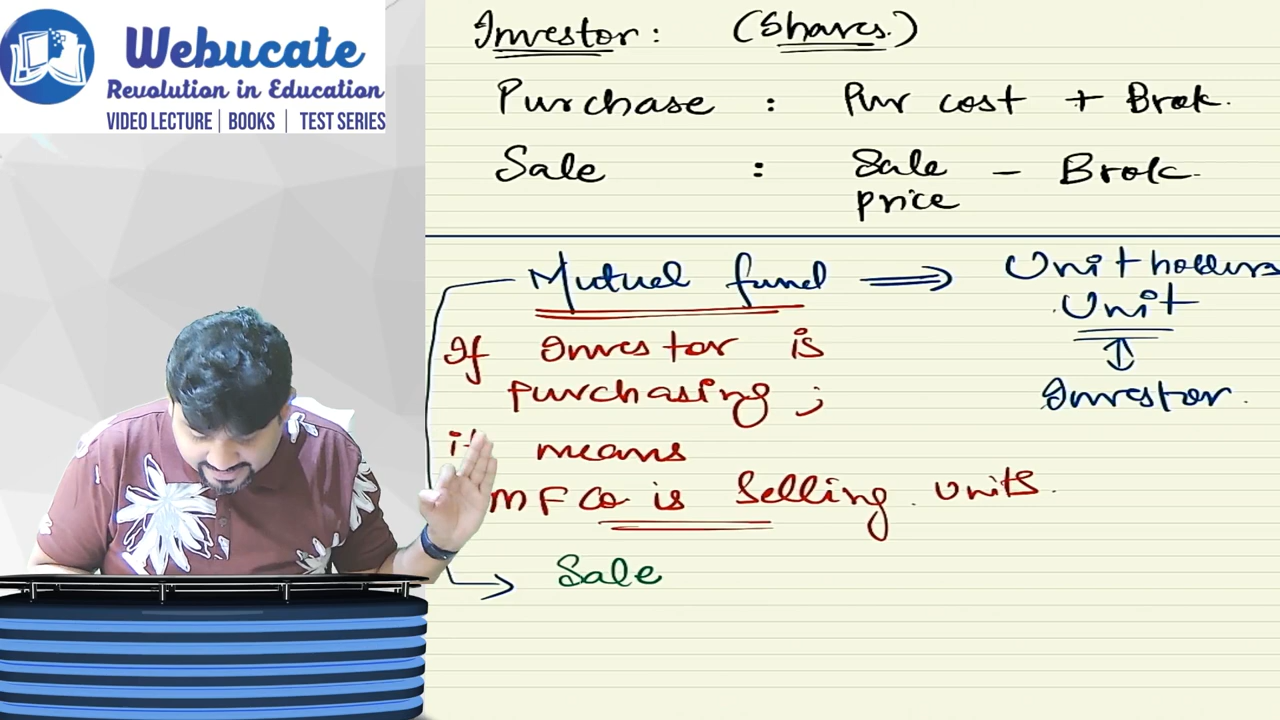 Webucate
Revolution in Education
VIDEO LECTURE | BOOKS | TEST SERIES
Investor : (Shares.)
Purchase : Pur cost + Brok.
Sale : Sale price - Brok.
Mutual fund ⟹ Unitholders
Unit
↕
Investor.
If Investor is
purchasing ;
it means
MF Co is Selling units.
Sale